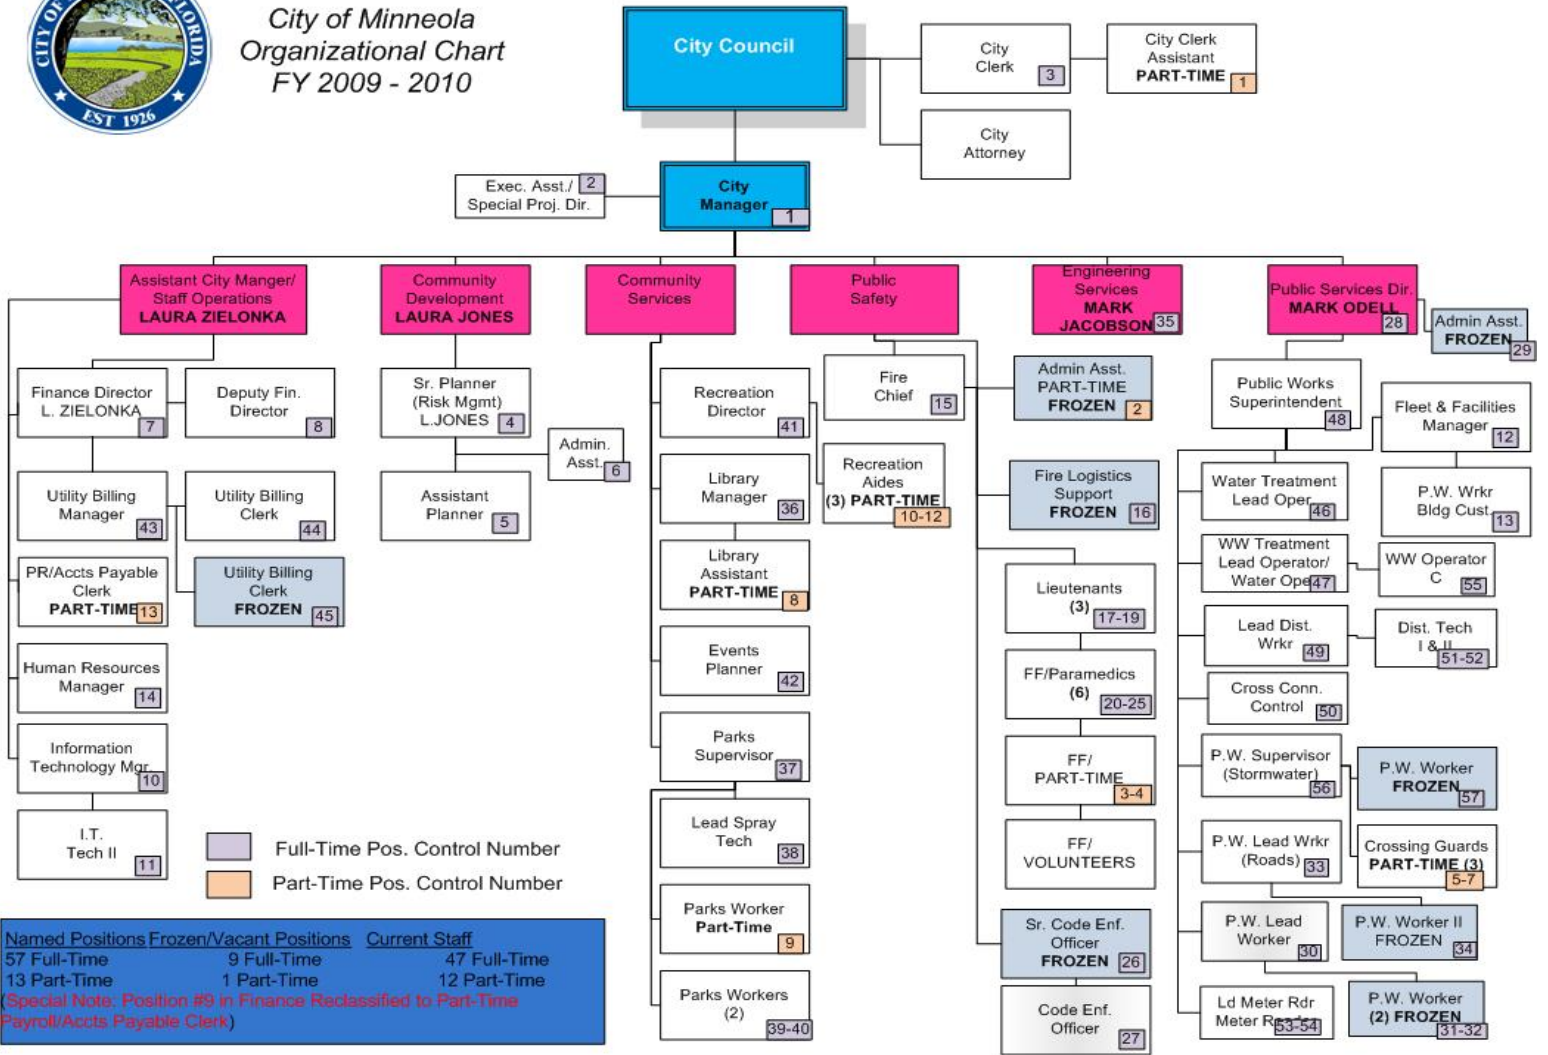 CITY OF
FLORIDA
EST 1926
City of Minneola
Organizational Chart
FY 2009 - 2010
City Council
City
Clerk
3
City Clerk
Assistant
PART-TIME
1
City
Attorney
Exec. Asst./
Special Proj. Dir.
2
City
Manager
1
Assistant City Manger/
Staff Operations
LAURA ZIELONKA
Community
Development
LAURA JONES
Community
Services
Public
Safety
Engineering
Services
MARK
JACOBSON
35
Public Services Dir.
MARK ODELL
28
Admin Asst.
FROZEN
29
Finance Director
L. ZIELONKA
7
Deputy Fin.
Director
8
Utility Billing
Manager
43
Utility Billing
Clerk
44
PR/Accts Payable
Clerk
PART-TIME
13
Utility Billing
Clerk
FROZEN
45
Human Resources
Manager
14
Information
Technology Mgr.
10
I.T.
Tech II
11
Sr. Planner
(Risk Mgmt)
L.JONES
4
Admin.
Asst.
6
Assistant
Planner
5
Recreation
Director
41
Recreation
Aides
(3) PART-TIME
10-12
Library
Manager
36
Library
Assistant
PART-TIME
8
Events
Planner
42
Parks
Supervisor
37
Lead Spray
Tech
38
Parks Worker
Part-Time
9
Parks Workers
(2)
39-40
Fire
Chief
15
Admin Asst.
PART-TIME
FROZEN
2
Fire Logistics
Support
FROZEN
16
Lieutenants
(3)
17-19
FF/Paramedics
(6)
20-25
FF/
PART-TIME
3-4
FF/
VOLUNTEERS
Sr. Code Enf.
Officer
FROZEN
26
Code Enf.
Officer
27
Public Works
Superintendent
48
Fleet & Facilities
Manager
12
P.W. Wrkr
Bldg Cust.
13
Water Treatment
Lead Oper.
46
WW Treatment
Lead Operator/
Water Ope
47
WW Operator
C
55
Lead Dist.
Wrkr
49
Dist. Tech
I & II
51-52
Cross Conn.
Control
50
P.W. Supervisor
(Stormwater)
56
P.W. Worker
FROZEN
57
Crossing Guards
PART-TIME (3)
5-7
P.W. Lead Wrkr
(Roads)
33
P.W. Worker II
FROZEN
34
P.W. Lead
Worker
30
P.W. Worker
(2) FROZEN
31-32
Ld Meter Rdr
Meter
53-54
Full-Time Pos. Control Number
Part-Time Pos. Control Number
Named Positions Frozen/Vacant Positions Current Staff
57 Full-Time 9 Full-Time 47 Full-Time
13 Part-Time 1 Part-Time 12 Part-Time
(Special Note: Position #9 in Finance Reclassified to Part-Time
Payroll/Accts Payable Clerk)